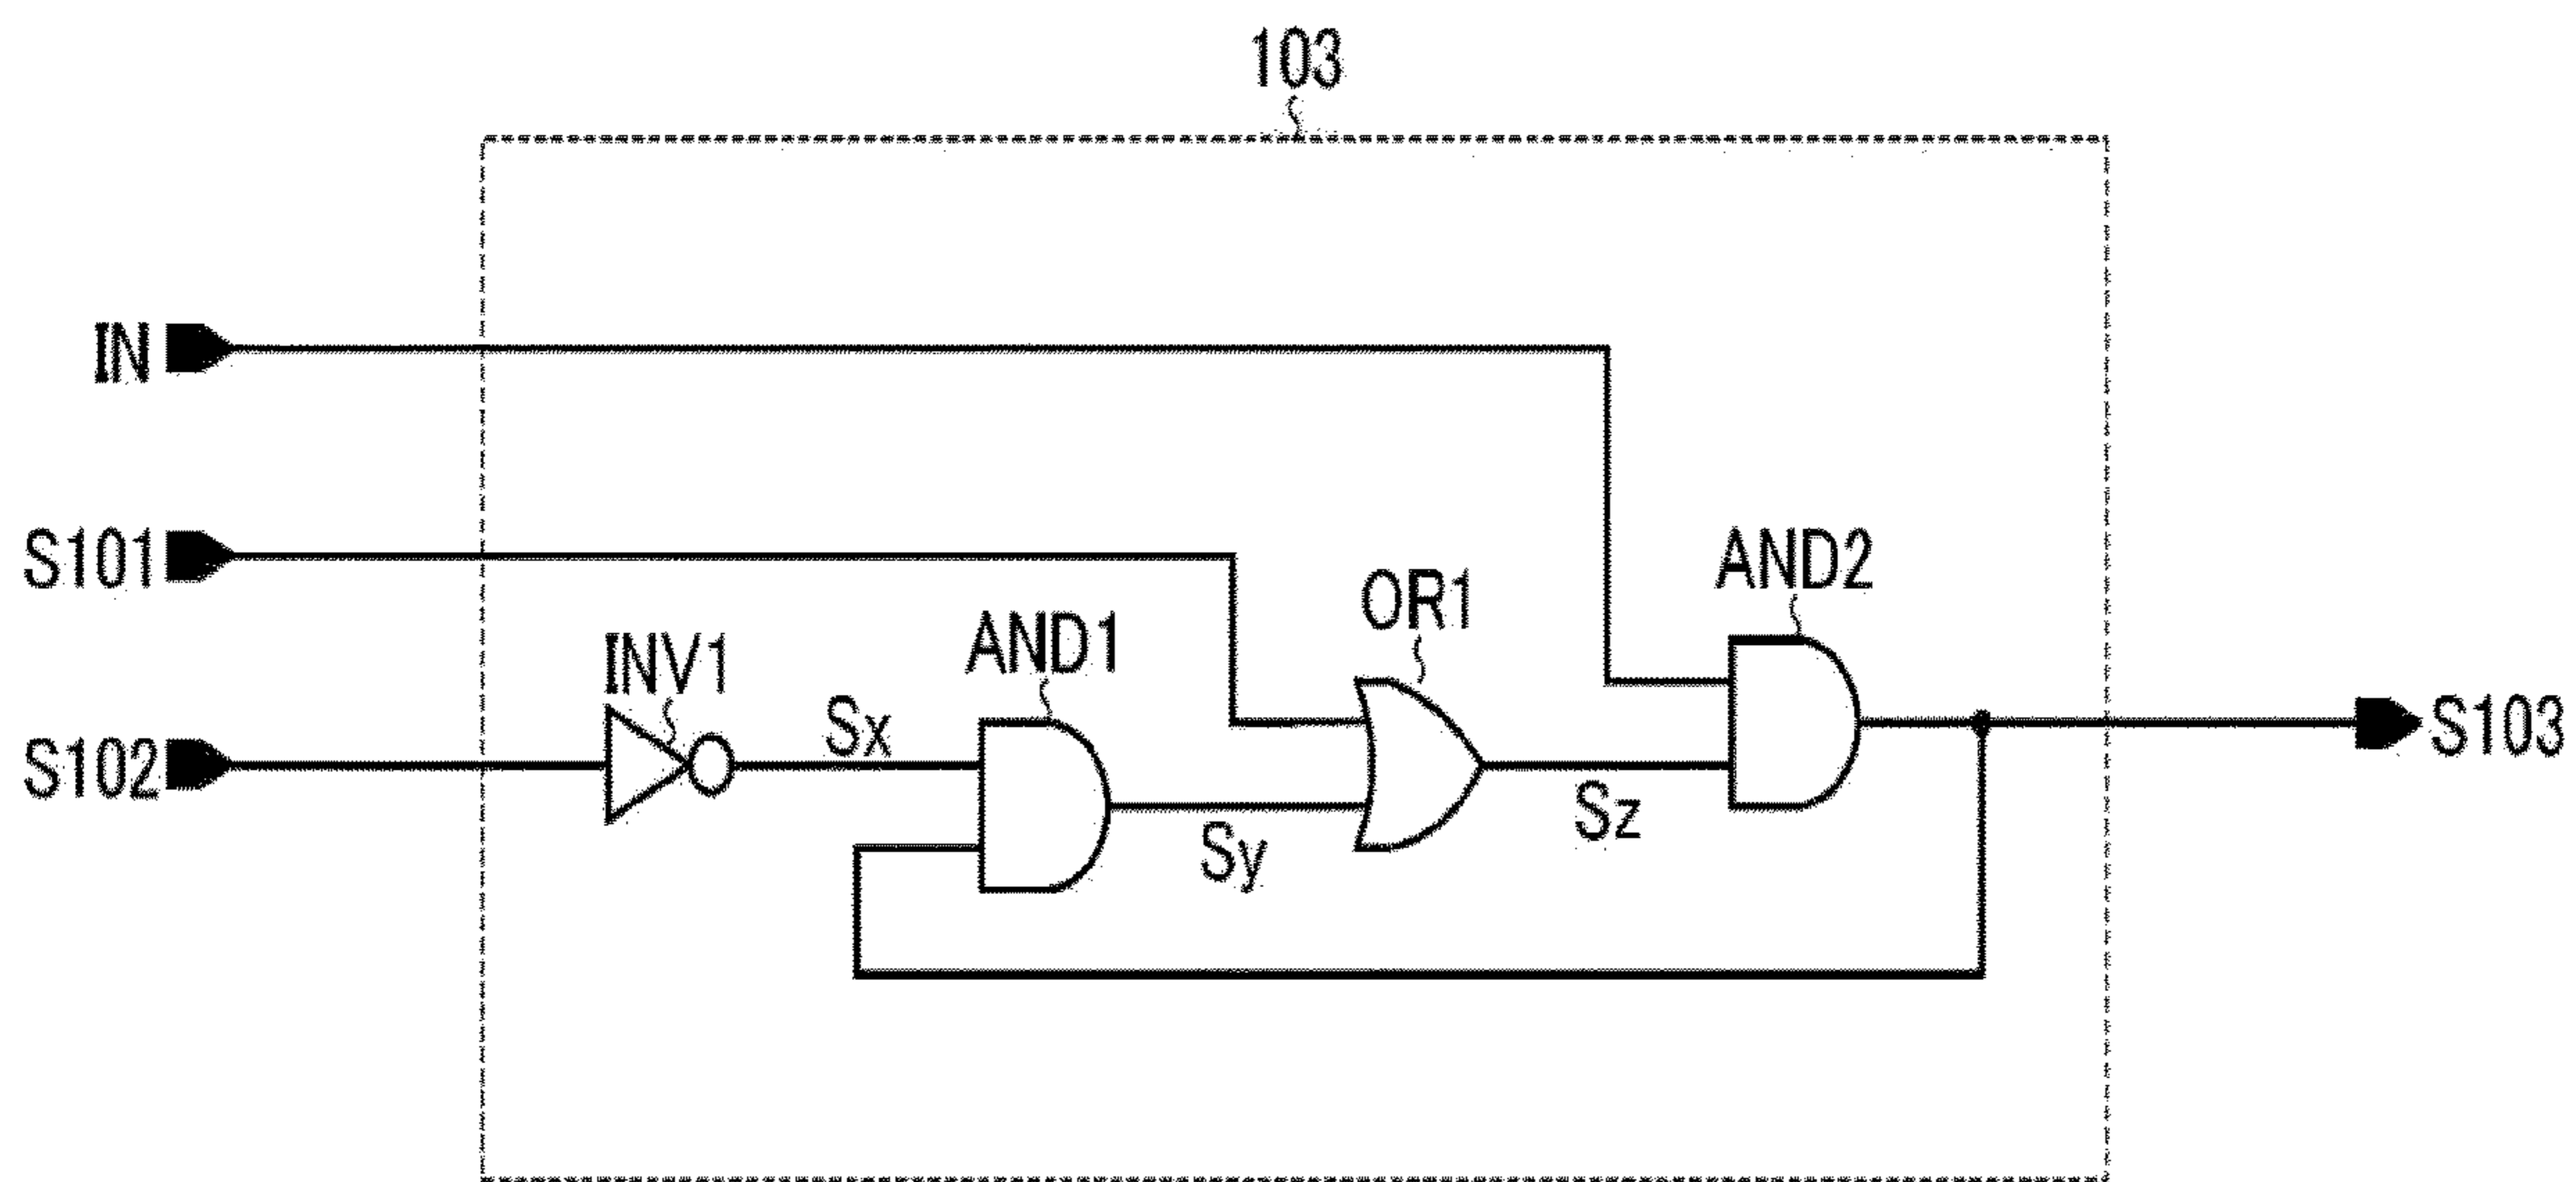 103
IN
S101
AND2
OR1
AND1
INV1
Sx
S103
S102
Sz
Sy